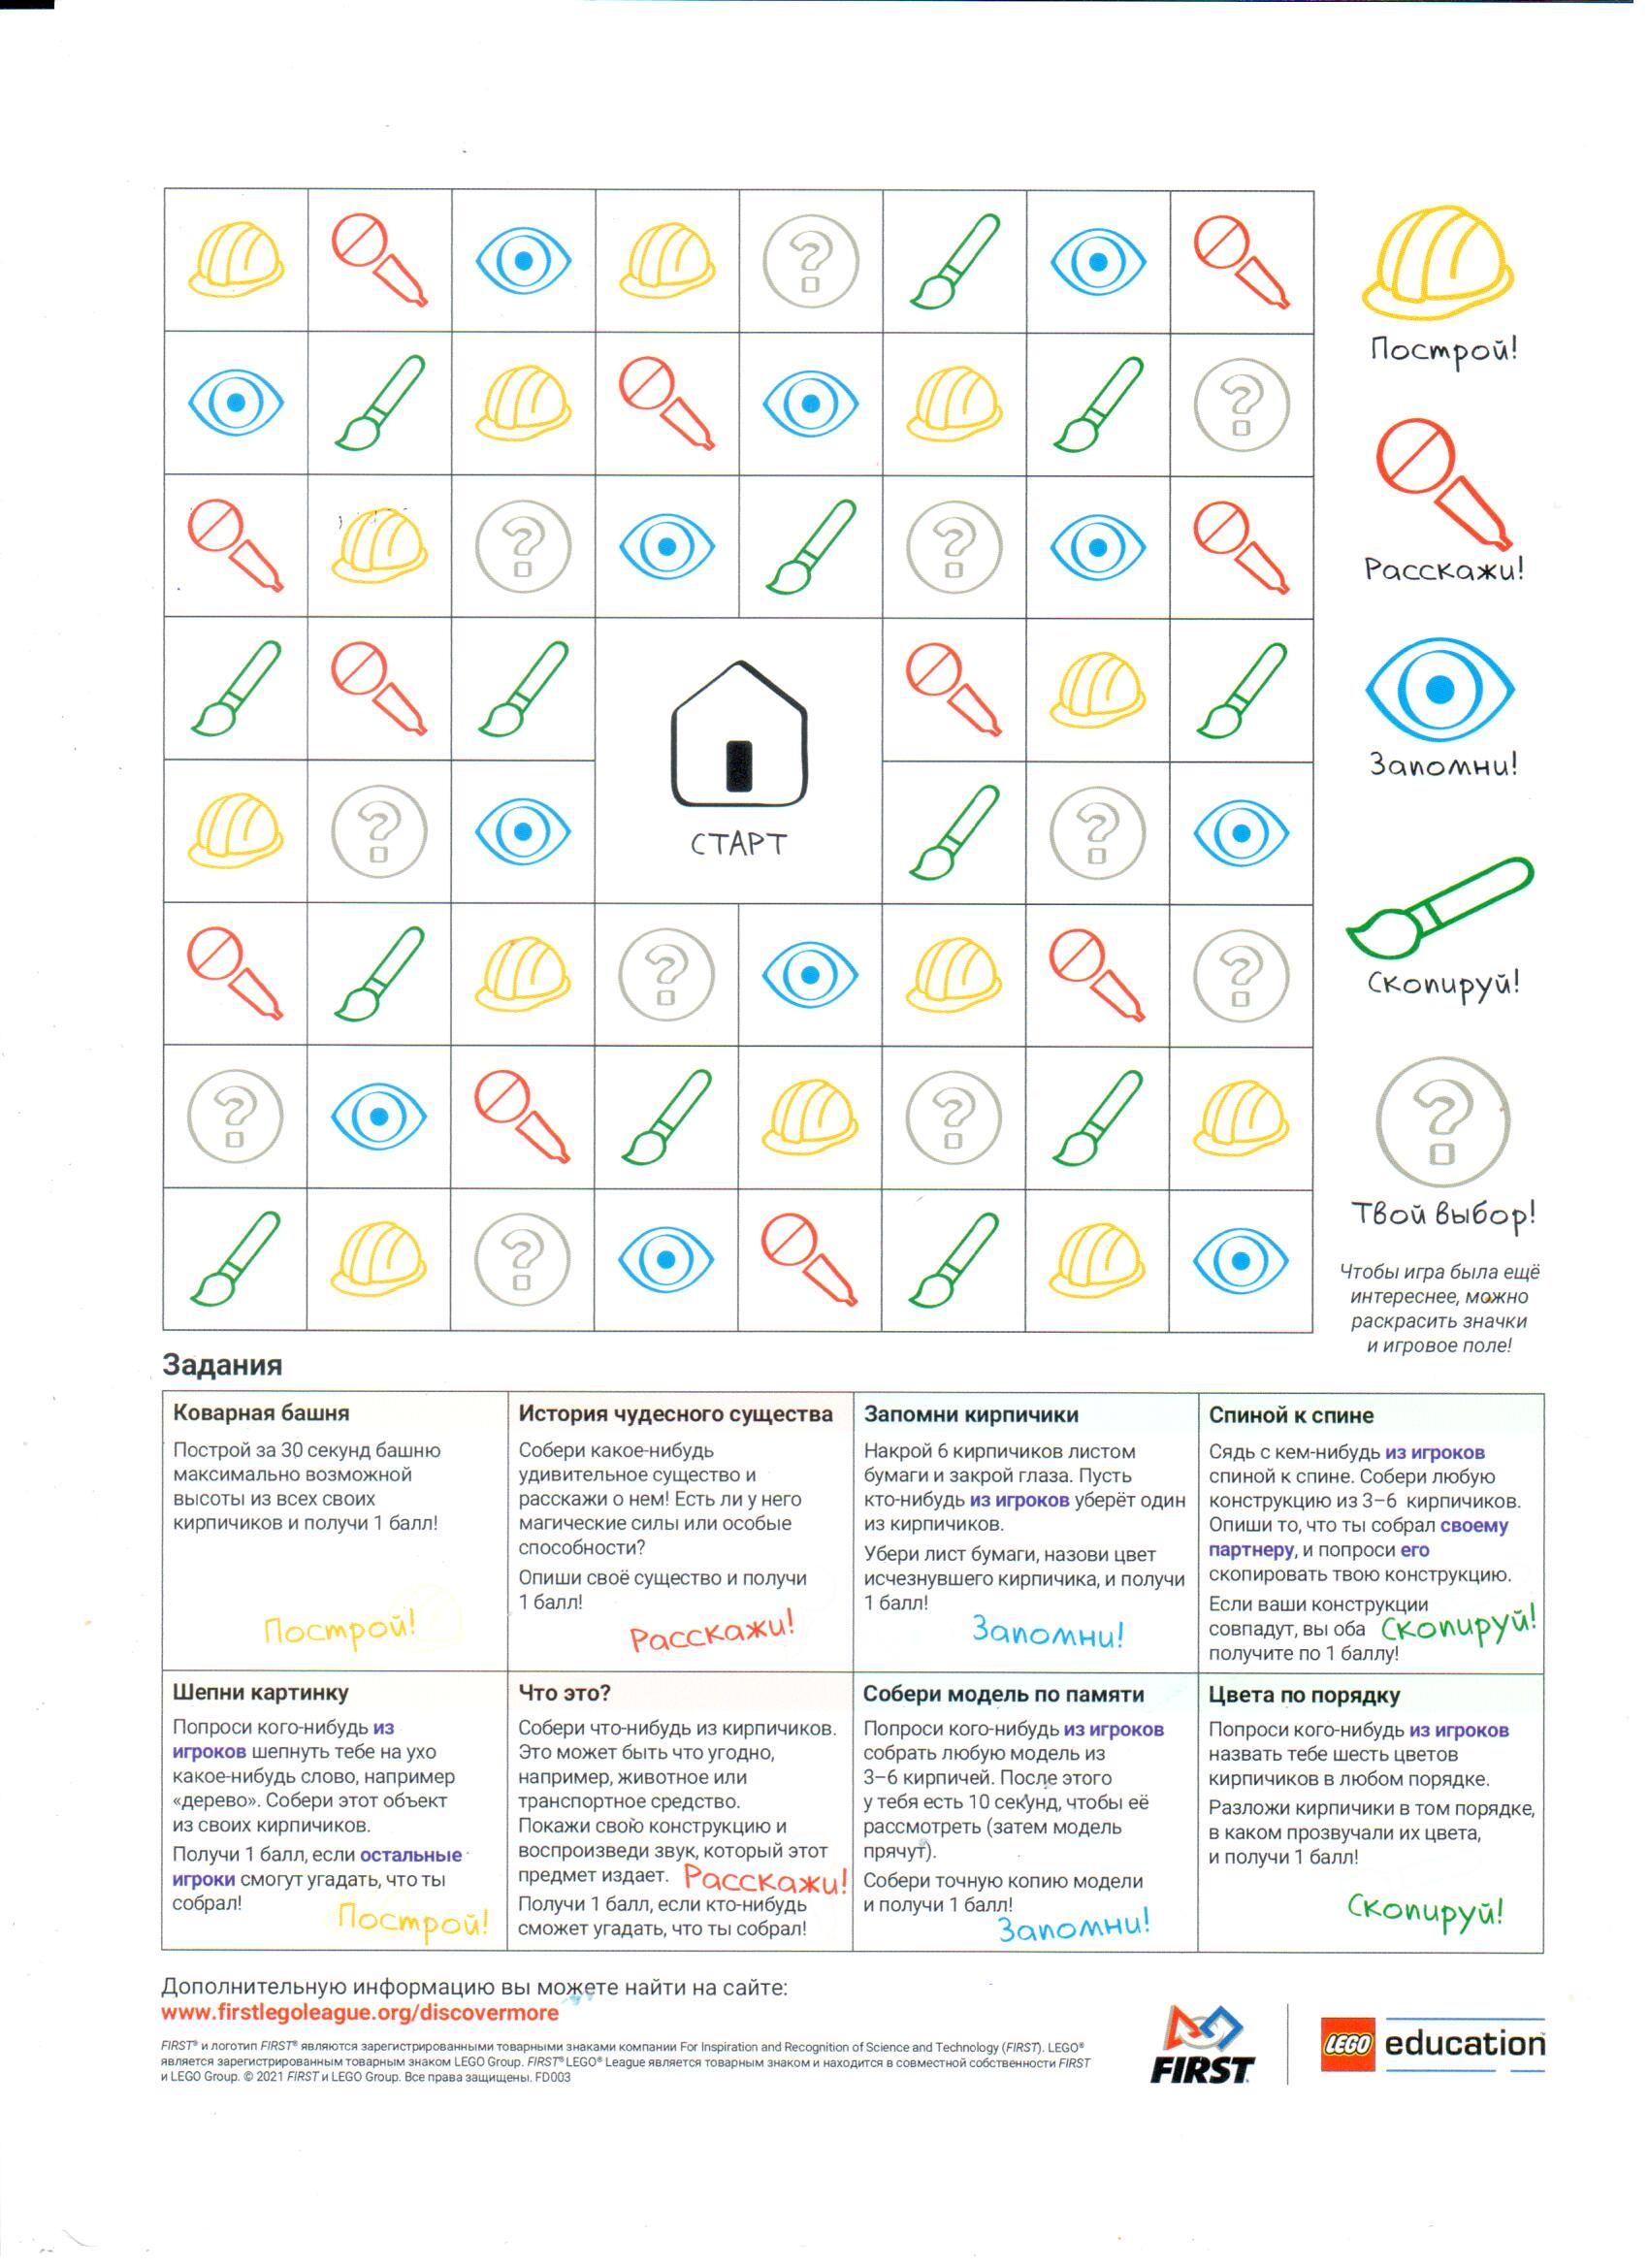 Построй!
Расскажи!
Запомни!
СТАРТ
Скопируй!
Твой выбор!
Чтобы игра была ещё
интереснее, можно
раскрасить значки
и игровое поле!
Задания
Коварная башня
Построй за 30 секунд башню
максимально возможной
высоты из всех своих
кирпичиков и получи 1 балл!
Построй!
История чудесного существа
Собери какое-нибудь
удивительное существо и
расскажи о нем! Есть ли у него
магические силы или особые
способности?
Опиши своё существо и получи
1 балл!
Расскажи!
Запомни кирпичики
Накрой 6 кирпичиков листом
бумаги и закрой глаза. Пусть
кто-нибудь из игроков уберёт один
из кирпичиков.
Убери лист бумаги, назови цвет
исчезнувшего кирпичика, и получи
1 балл!
Запомни!
Спиной к спине
Сядь с кем-нибудь из игроков
спиной к спине. Собери любую
конструкцию из 3–6 кирпичиков.
Опиши то, что ты собрал своему
партнеру, и попроси его
скопировать твою конструкцию.
Если ваши конструкции
совпадут, вы оба
получите по 1 баллу!
Скопируй!
Шепни картинку
Попроси кого-нибудь из
игроков шепнуть тебе на ухо
какое-нибудь слово, например
«дерево». Собери этот объект
из своих кирпичиков.
Получи 1 балл, если остальные
игроки смогут угадать, что ты
собрал!
Построй!
Что это?
Собери что-нибудь из кирпичиков.
Это может быть что угодно,
например, животное или
транспортное средство.
Покажи свою конструкцию и
воспроизведи звук, который этот
предмет издает.
Расскажи!
Получи 1 балл, если кто-нибудь
сможет угадать, что ты собрал!
Собери модель по памяти
Попроси кого-нибудь из игроков
собрать любую модель из
3–6 кирпичей. После этого
у тебя есть 10 секунд, чтобы её
рассмотреть (затем модель
прячут).
Собери точную копию модели
и получи 1 балл!
Запомни!
Цвета по порядку
Попроси кого-нибудь из игроков
назвать тебе шесть цветов
кирпичиков в любом порядке.
Разложи кирпичики в том порядке,
в каком прозвучали их цвета,
и получи 1 балл!
Скопируй!
Дополнительную информацию вы можете найти на сайте:
www.firstlegoleague.org/discovermore
FIRST® и логотип FIRST® являются зарегистрированными товарными знаками компании For Inspiration and Recognition of Science and Technology (FIRST). LEGO®
является зарегистрированным товарным знаком LEGO Group. FIRST® LEGO® League является товарным знаком и находится в совместной собственности FIRST
и LEGO Group. © 2021 FIRST и LEGO Group. Все права защищены. FD003
FIRST
LEGO education